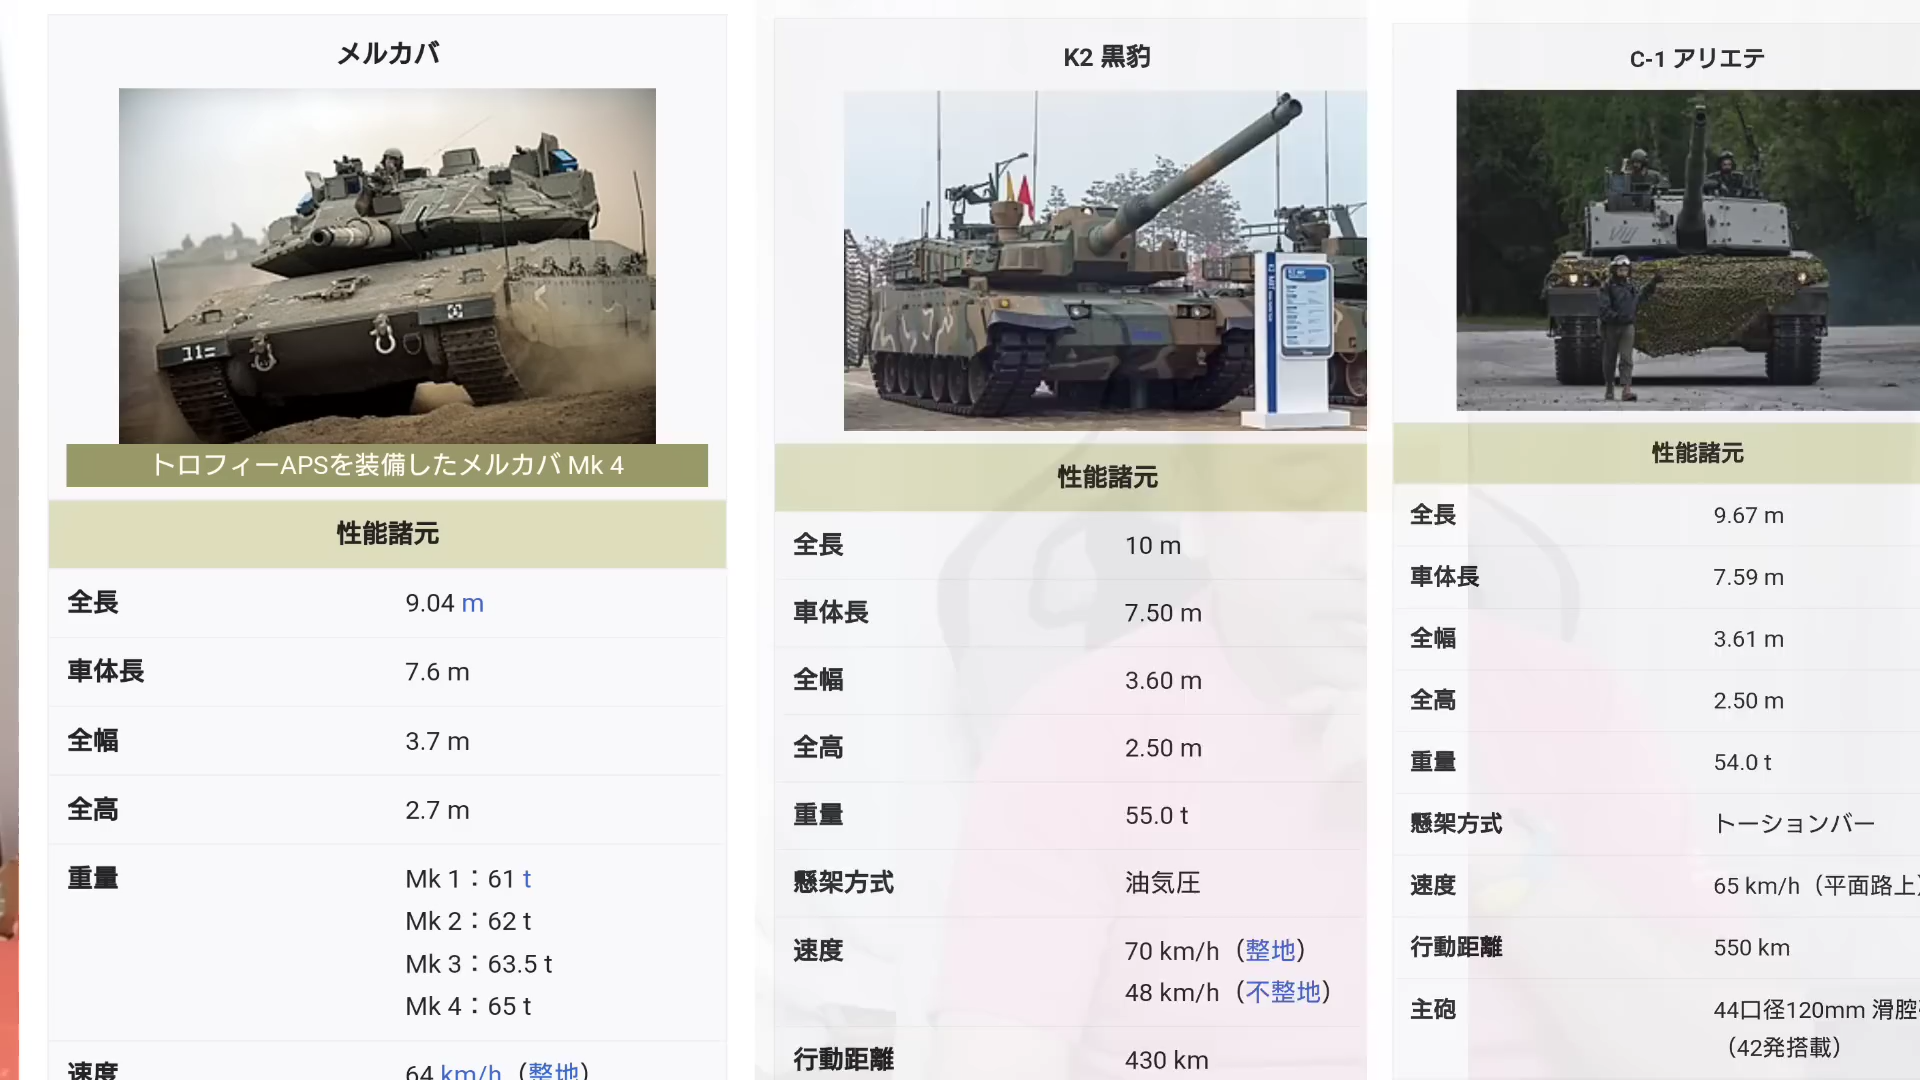 メルカバ
トロフィーAPSを装備したメルカバ Mk 4
性能諸元
全長 9.04 m
車体長 7.6 m
全幅 3.7 m
全高 2.7 m
重量 Mk 1：61 t
Mk 2：62 t
Mk 3：63.5 t
Mk 4：65 t
速度 64 km/h（整地）
K2 黒豹
性能諸元
全長 10 m
車体長 7.50 m
全幅 3.60 m
全高 2.50 m
重量 55.0 t
懸架方式 油気圧
速度 70 km/h（整地）
48 km/h（不整地）
行動距離 430 km
C-1 アリエテ
性能諸元
全長 9.67 m
車体長 7.59 m
全幅 3.61 m
全高 2.50 m
重量 54.0 t
懸架方式 トーションバー
速度 65 km/h（平面路上）
行動距離 550 km
主砲 44口径120mm 滑腔
（42発搭載）